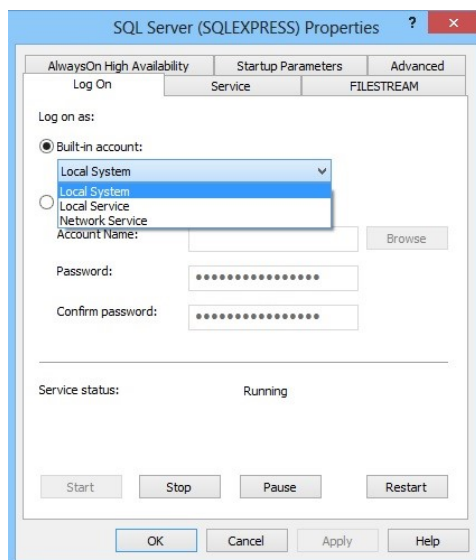 SQL Server (SQLEXPRESS) Properties ? ×
AlwaysOn High Availability Startup Parameters Advanced
Log On Service FILESTREAM
Log on as:
Built-in account:
Local System
Local System
Local Service
Network Service
Account Name: Browse
Password: ●●●●●●●●●●●●●●●
Confirm password: ●●●●●●●●●●●●●●●
Service status: Running
Start Stop Pause Restart
OK Cancel Apply Help